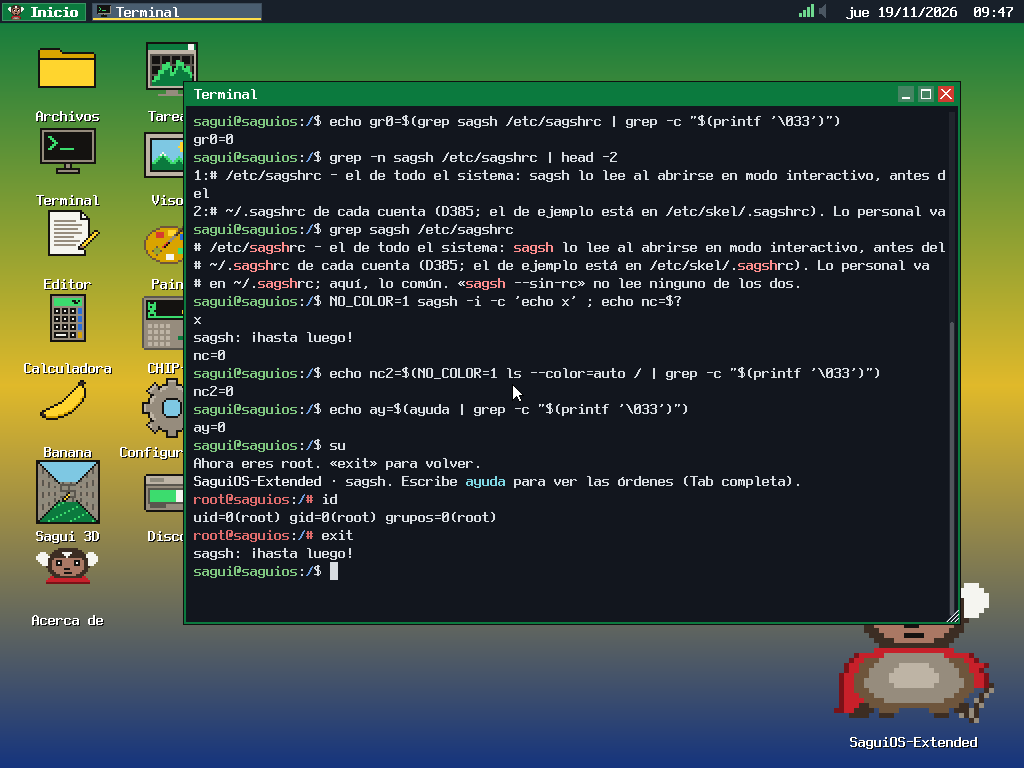 Inicio
Terminal
jue 19/11/2026 09:47
Archivos
Terminal
Editor
Calculadora
Banana
Sagui 3D
Acerca de
Tarea
Viso
Pain
CHIP-
Configur
Disco
Terminal
sagui@saguios:/$ echo gr0=$(grep sagsh /etc/sagshrc | grep -c "$(printf '\033')")
gr0=0
sagui@saguios:/$ grep -n sagsh /etc/sagshrc | head -2
1:# /etc/sagshrc - el de todo el sistema: sagsh lo lee al abrirse en modo interactivo, antes d
el
2:# ~/.sagshrc de cada cuenta (D385; el de ejemplo está en /etc/skel/.sagshrc). Lo personal va
sagui@saguios:/$ grep sagsh /etc/sagshrc
# /etc/sagshrc - el de todo el sistema: sagsh lo lee al abrirse en modo interactivo, antes del
# ~/.sagshrc de cada cuenta (D385; el de ejemplo está en /etc/skel/.sagshrc). Lo personal va
# en ~/.sagshrc; aquí, lo común. «sagsh --sin-rc» no lee ninguno de los dos.
sagui@saguios:/$ NO_COLOR=1 sagsh -i -c 'echo x' ; echo nc=$?
x
sagsh: ¡hasta luego!
nc=0
sagui@saguios:/$ echo nc2=$(NO_COLOR=1 ls --color=auto / | grep -c "$(printf '\033')")
nc2=0
sagui@saguios:/$ echo ay=$(ayuda | grep -c "$(printf '\033')")
ay=0
sagui@saguios:/$ su
Ahora eres root. «exit» para volver.
SaguiOS-Extended · sagsh. Escribe ayuda para ver las órdenes (Tab completa).
root@saguios:/# id
uid=0(root) gid=0(root) grupos=0(root)
root@saguios:/# exit
sagsh: ¡hasta luego!
sagui@saguios:/$
SaguiOS-Extended